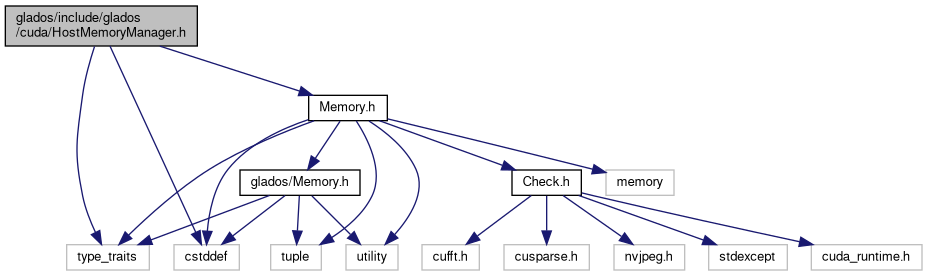 glados/include/glados
/cuda/HostMemoryManager.h
Memory.h
glados/Memory.h
Check.h
memory
type_traits
cstddef
tuple
utility
cufft.h
cusparse.h
nvjpeg.h
stdexcept
cuda_runtime.h